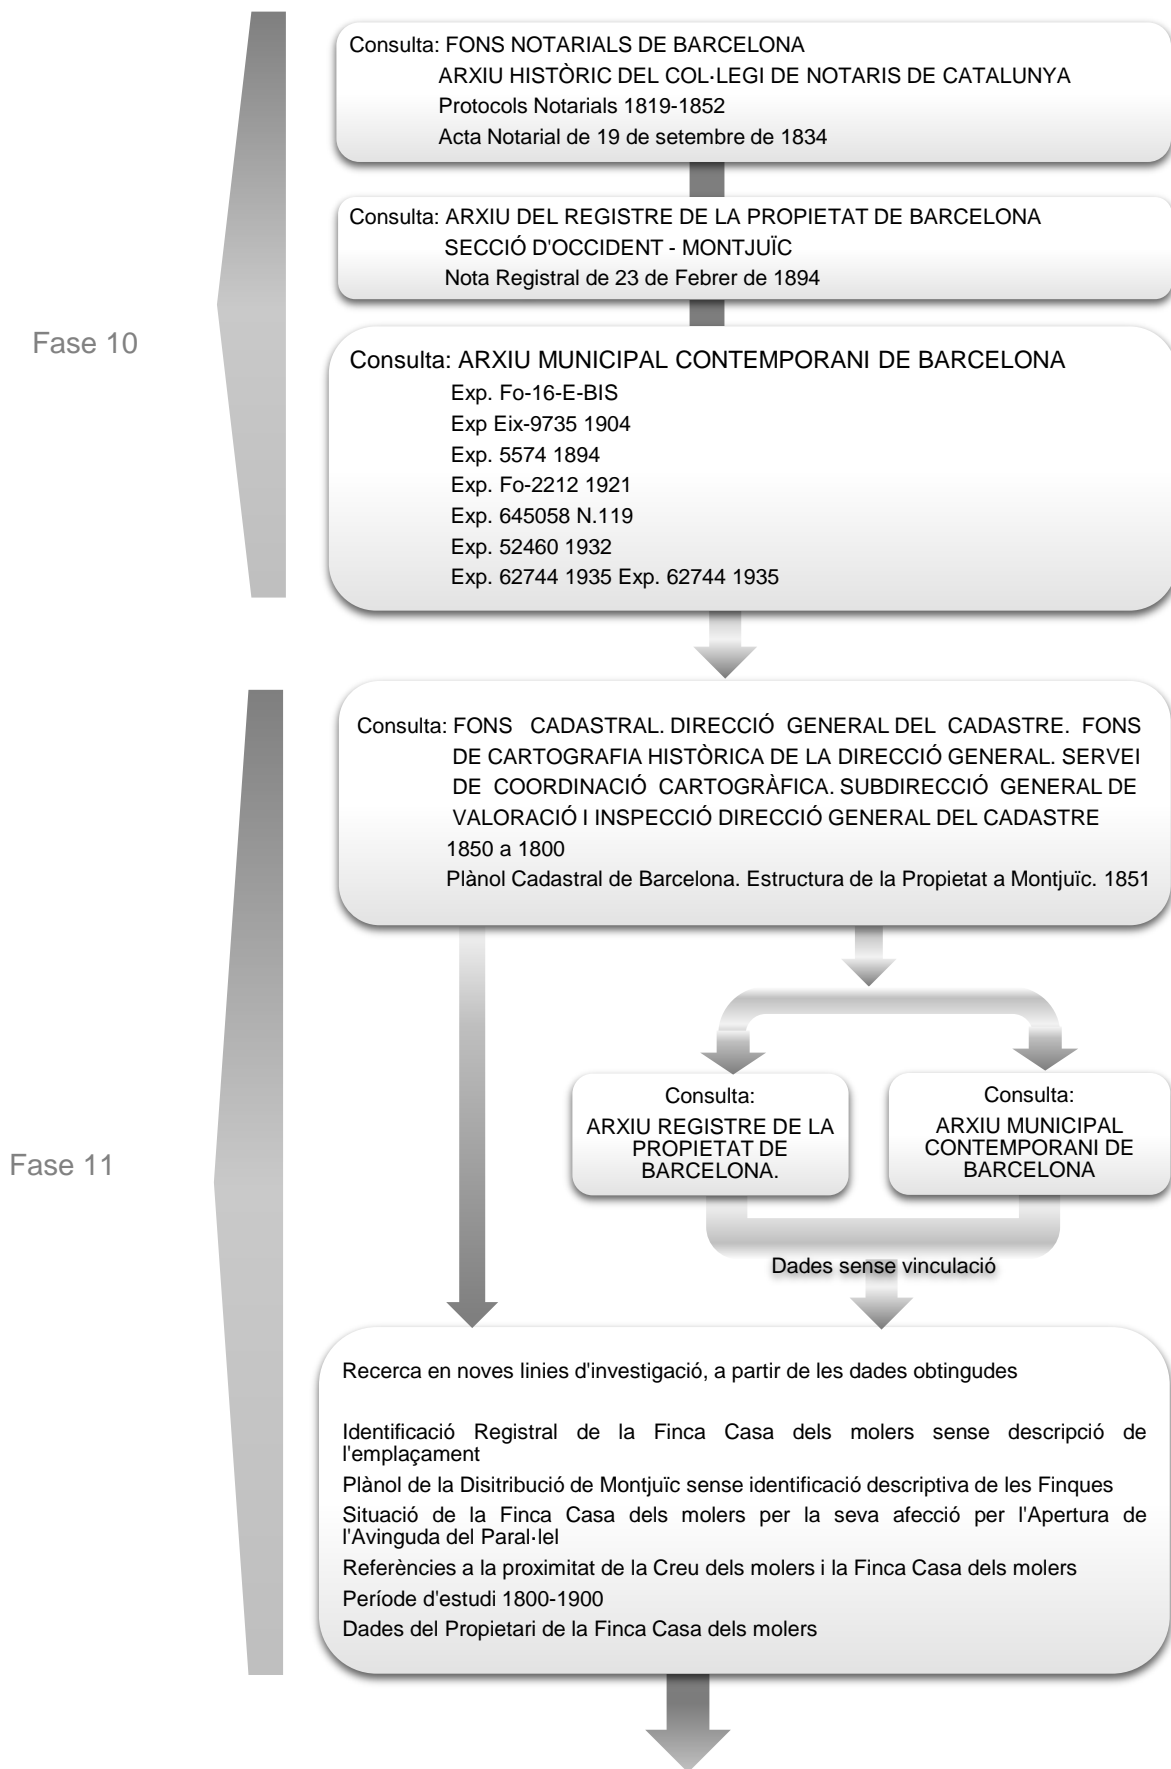 Consulta: FONS NOTARIALS DE BARCELONA
ARXIU HISTÒRIC DEL COL·LEGI DE NOTARIS DE CATALUNYA
Protocols Notarials 1819-1852
Acta Notarial de 19 de setembre de 1834
Consulta: ARXIU DEL REGISTRE DE LA PROPIETAT DE BARCELONA
SECCIÓ D'OCCIDENT - MONTJUÏC
Nota Registral de 23 de Febrer de 1894
Fase 10
Consulta: ARXIU MUNICIPAL CONTEMPORANI DE BARCELONA
Exp. Fo-16-E-BIS
Exp Eix-9735 1904
Exp. 5574 1894
Exp. Fo-2212 1921
Exp. 645058 N.119
Exp. 52460 1932
Exp. 62744 1935 Exp. 62744 1935
Consulta: FONS CADASTRAL. DIRECCIÓ GENERAL DEL CADASTRE. FONS
DE CARTOGRAFIA HISTÒRICA DE LA DIRECCIÓ GENERAL. SERVEI
DE COORDINACIÓ CARTOGRÀFICA. SUBDIRECCIÓ GENERAL DE
VALORACIÓ I INSPECCIÓ DIRECCIÓ GENERAL DEL CADASTRE
1850 a 1800
Plànol Cadastral de Barcelona. Estructura de la Propietat a Montjuïc. 1851
Fase 11
Consulta:
ARXIU REGISTRE DE LA
PROPIETAT DE
BARCELONA.
Consulta:
ARXIU MUNICIPAL
CONTEMPORANI DE
BARCELONA
Dades sense vinculació
Recerca en noves linies d'investigació, a partir de les dades obtingudes
Identificació Registral de la Finca Casa dels molers sense descripció de
l'emplaçament
Plànol de la Disitribució de Montjuïc sense identificació descriptiva de les Finques
Situació de la Finca Casa dels molers per la seva afecció per l'Apertura de
l'Avinguda del Paral·lel
Referències a la proximitat de la Creu dels molers i la Finca Casa dels molers
Període d'estudi 1800-1900
Dades del Propietari de la Finca Casa dels molers